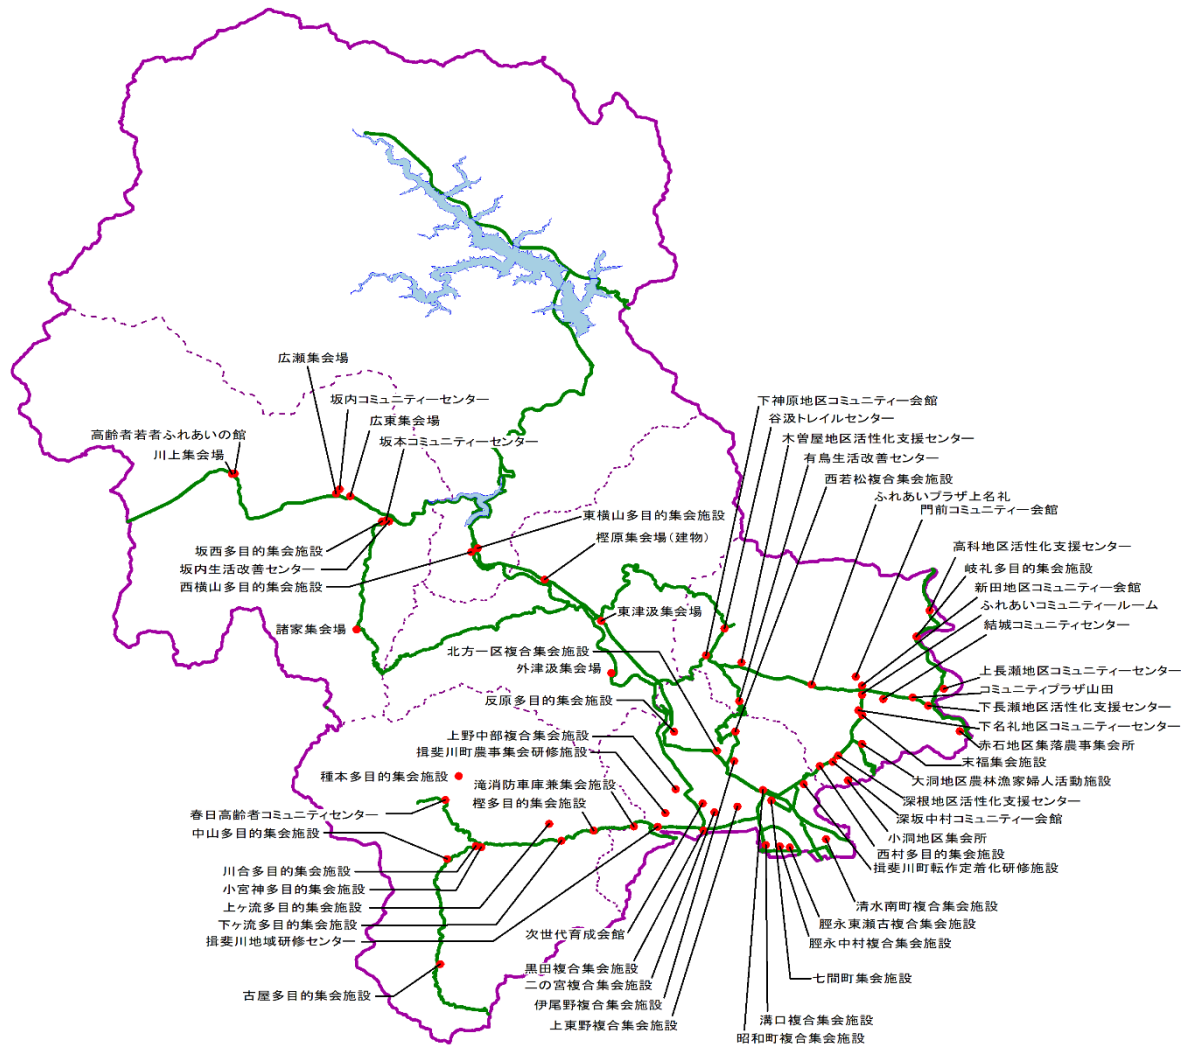 広瀬集会場
坂内コミュニティーセンター
広東集会場
坂本コミュニティーセンター
高齢者若者ふれあいの館
川上集会場
下神原地区コミュニティー会館
谷汲トレイルセンター
木曽屋地区活性化支援センター
有鳥生活改善センター
西若松複合集会施設
ふれあいプラザ上名礼
門前コミュニティー会館
高科地区活性化支援センター
岐礼多目的集会施設
新田地区コミュニティー会館
ふれあいコミュニティールーム
結城コミュニティセンター
東横山多目的集会施設
樫原集会場(建物)
坂西多目的集会施設
坂内生活改善センター
西横山多目的集会施設
諸家集会場
東津汲集会場
北方一区複合集会施設
外津汲集会場
反原多目的集会施設
上長瀬地区コミュニティーセンター
コミュニティプラザ山田
下長瀬地区活性化支援センター
下名礼地区コミュニティーセンター
赤石地区集落農事集会所
末福集会施設
大洞地区農林漁家婦人活動施設
深根地区活性化支援センター
深坂中村コミュニティー会館
小洞地区集会所
西村多目的集会施設
揖斐川町転作定着化研修施設
上野中部複合集会施設
揖斐川町農事集会研修施設
種本多目的集会施設
滝消防車庫兼集会施設
樫多目的集会施設
春日高齢者コミュニティセンター
中山多目的集会施設
川合多目的集会施設
小宮神多目的集会施設
上ヶ流多目的集会施設
下ヶ流多目的集会施設
揖斐川地域研修センター
古屋多目的集会施設
次世代育成会館
黒田複合集会施設
二の宮複合集会施設
伊尾野複合集会施設
上東野複合集会施設
清水南町複合集会施設
脛永東瀬古複合集会施設
脛永中村複合集会施設
七間町集会施設
溝口複合集会施設
昭和町複合集会施設